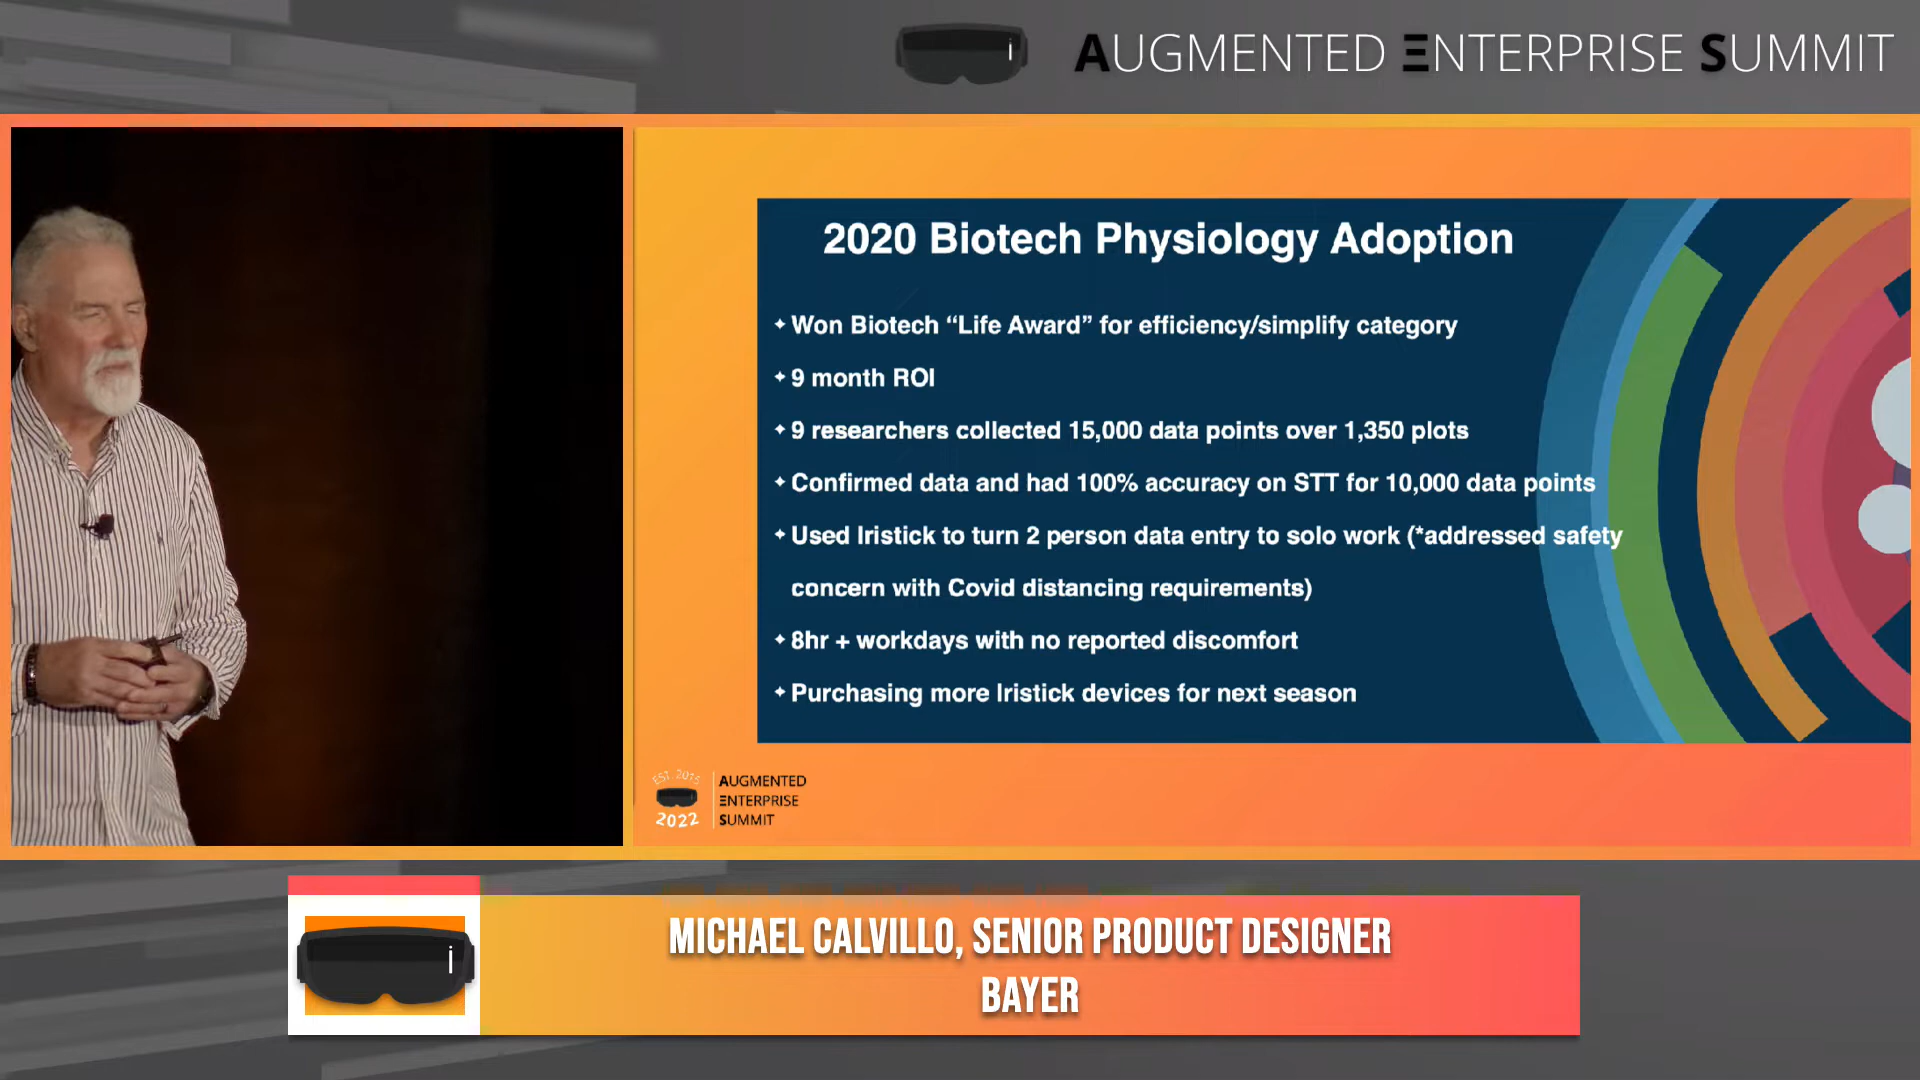 AUGMENTED ENTERPRISE SUMMIT
2020 Biotech Physiology Adoption
Won Biotech “Life Award” for efficiency/simplify category
9 month ROI
9 researchers collected 15,000 data points over 1,350 plots
Confirmed data and had 100% accuracy on STT for 10,000 data points
Used Iristick to turn 2 person data entry to solo work (*addressed safety
concern with Covid distancing requirements)
8hr + workdays with no reported discomfort
Purchasing more Iristick devices for next season
EST. 2015
2022
AUGMENTED
ENTERPRISE
SUMMIT
MICHAEL CALVILLO, SENIOR PRODUCT DESIGNER
BAYER